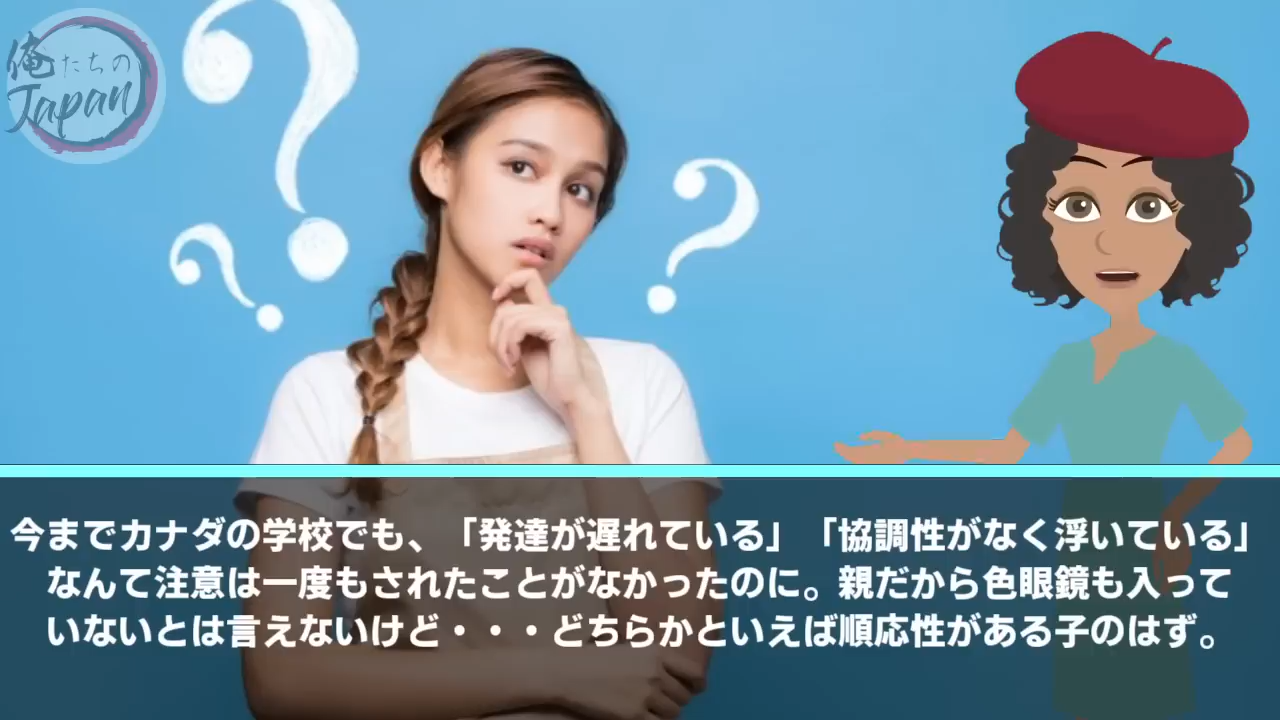 俺たちの
Japan
今までカナダの学校でも、「発達が遅れている」「協調性がなく浮いている」
なんて注意は一度もされたことがなかったのに。親だから色眼鏡も入って
いないとは言えないけど・・・どちらかといえば順応性がある子のはず。